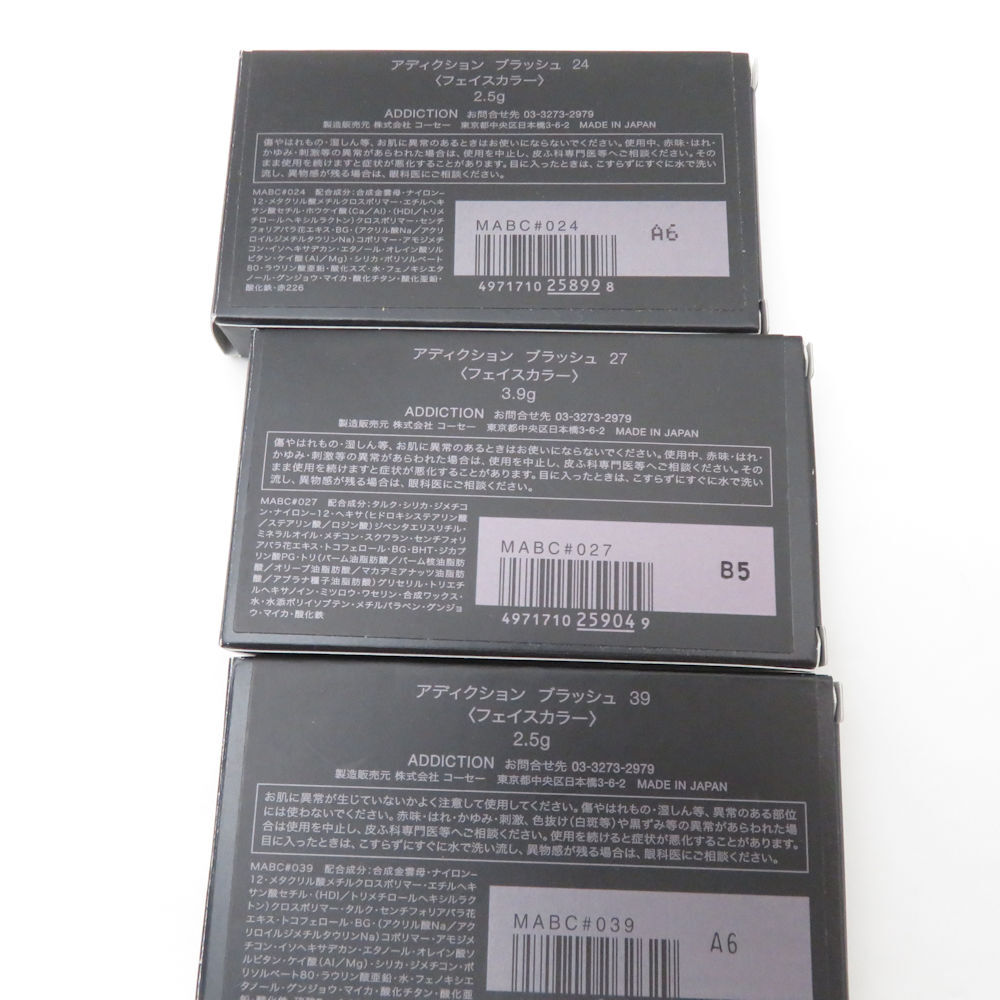 アディクション ブラッシュ 24
〈フェイスカラー〉
2.5g
ADDICTION お問合せ先 03-3273-2979
製造販売元 株式会社 コーセー 東京都中央区日本橋3-6-2 MADE IN JAPAN
傷やはれもの・湿しん等、お肌に異常のあるときはお使いにならないでください。使用中、赤味・はれ・
かゆみ・刺激等の異常があらわれた場合は、使用を中止し、皮ふ科専門医等へご相談ください。その
まま使用を続けますと症状が悪化することがあります。目に入ったときは、こすらずにすぐに水で洗い
流し、異物感が残る場合は、眼科医にご相談ください。
MABC#024 配合成分:合成金雲母・ナイロン-
12・メタクリル酸メチルクロスポリマー・エチルヘキ
サン酸セチル・ホウケイ酸(Ca/Al)・(HDI/トリメ
チロールヘキシルラクトン)クロスポリマー・センチ
フォリアバラ花エキス・BG・(アクリル酸Na/アクリ
ロイルジメチルタウリンNa)コポリマー・アモジメチ
コン・イソヘキサデカン・エタノール・オレイン酸ソル
ビタン・ケイ酸(Al/Mg)・シリカ・ポリソルベート
80・ラウリン酸亜鉛・酸化スズ・水・フェノキシエタ
ノール・グンジョウ・マイカ・酸化チタン・酸化亜鉛・
酸化鉄・赤226
MABC#024
A6
4971710 25899 8
アディクション ブラッシュ 27
〈フェイスカラー〉
3.9g
ADDICTION お問合せ先 03-3273-2979
製造販売元 株式会社 コーセー 東京都中央区日本橋3-6-2 MADE IN JAPAN
傷やはれもの・湿しん等、お肌に異常のあるときはお使いにならないでください。使用中、赤味・はれ・
かゆみ・刺激等の異常があらわれた場合は、使用を中止し、皮ふ科専門医等へご相談ください。その
まま使用を続けますと症状が悪化することがあります。目に入ったときは、こすらずにすぐに水で洗い
流し、異物感が残る場合は、眼科医にご相談ください。
MABC#027 配合成分:タルク・シリカ・ジメチコ
ン・ナイロン-12・ヘキサ(ヒドロキシステアリン酸
/ステアリン酸/ロジン酸)ジペンタエリスリチル・
ミネラルオイル・メチコン・スクワラン・センチフォリ
アバラ花エキス・トコフェロール・BG・BHT・ジカプ
リン酸PG・トリ(パーム油脂肪酸/パーム核油脂肪
酸/オリーブ油脂肪酸/マカデミアナッツ油脂肪
酸/アブラナ種子油脂肪酸)グリセリル・トリエチ
ルヘキサノイン・ミツロウ・ワセリン・合成ワックス・
水・水添ポリイソブテン・メチルパラベン・グンジョ
ウ・マイカ・酸化鉄
MABC#027
B5
4971710 25904 9
アディクション ブラッシュ 39
〈フェイスカラー〉
2.5g
ADDICTION お問合せ先 03-3273-2979
製造販売元 株式会社 コーセー 東京都中央区日本橋3-6-2 MADE IN JAPAN
お肌に異常が生じていないかよく注意して使用してください。傷やはれもの・湿しん等、異常のある部位
には使わないでください。赤味・はれ・かゆみ・刺激、色抜け(白斑等)や黒ずみ等の異常があらわれた場
合は使用を中止し、皮ふ科専門医等へご相談ください。使用を続けると症状が悪化することがあります。
目に入ったときは、こすらずにすぐに水で洗い流し、異物感が残る場合は、眼科医にご相談ください。
MABC#039 配合成分:合成金雲母・ナイロン-
12・メタクリル酸メチルクロスポリマー・エチルヘキ
サン酸セチル・(HDI/トリメチロールヘキシルラク
トン)クロスポリマー・タルク・センチフォリアバラ花
エキス・トコフェロール・BG・(アクリル酸Na/アク
リロイルジメチルタウリンNa)コポリマー・アモジメ
チコン・イソヘキサデカン・エタノール・オレイン酸ソ
ルビタン・ケイ酸(Al/Mg)・シリカ・ジメチコン・ポ
リソルベート80・ラウリン酸亜鉛・水・フェノキシエ
タノール・グンジョウ・マイカ・酸化チタン・酸化亜
MABC#039
A6